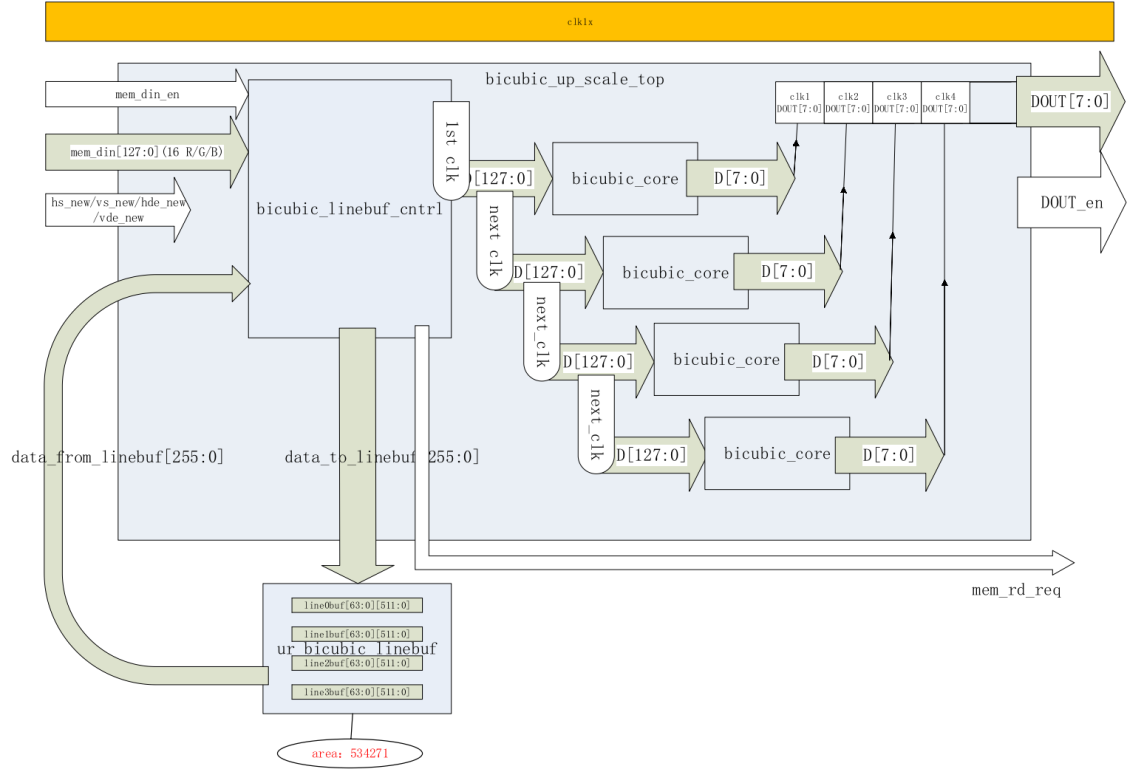 clk1x
bicubic_up_scale_top
mem_din_en
mem_din[127:0](16 R/G/B)
hs_new/vs_new/hde_new
/vde_new
bicubic_linebuf_cntrl
1st clk
D[127:0]
bicubic_core
D[7:0]
next clk
D[127:0]
bicubic_core
D[7:0]
next_clk
D[127:0]
bicubic_core
D[7:0]
next_clk
D[127:0]
bicubic_core
D[7:0]
clk1
DOUT[7:0]
clk2
DOUT[7:0]
clk3
DOUT[7:0]
clk4
DOUT[7:0]
DOUT[7:0]
DOUT_en
data_from_linebuf[255:0]
data_to_linebuf[255:0]
mem_rd_req
line0buf[63:0][511:0]
line1buf[63:0][511:0]
ur_bicubic_linebuf
line2buf[63:0][511:0]
line3buf[63:0][511:0]
area: 534271